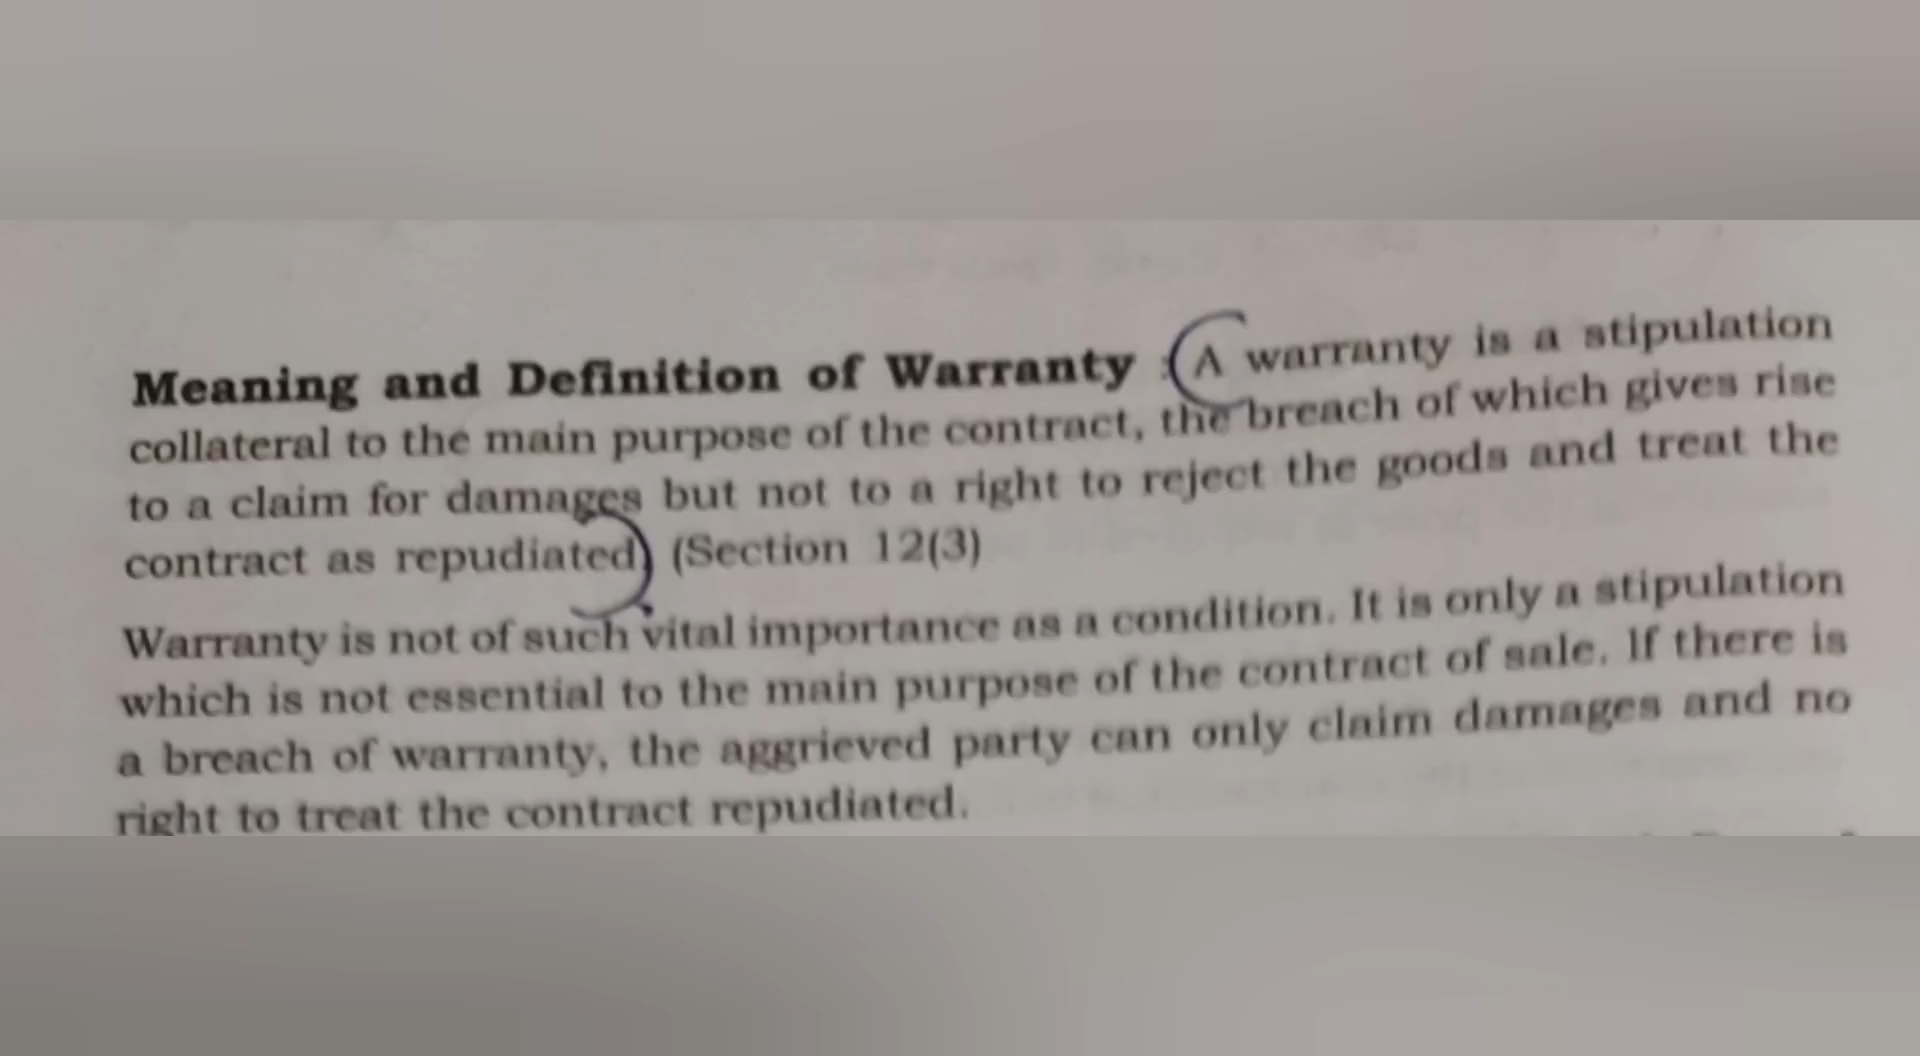 Meaning and Definition of Warranty : A warranty is a stipulation
collateral to the main purpose of the contract, the breach of which gives rise
to a claim for damages but not to a right to reject the goods and treat the
contract as repudiated. (Section 12(3)
Warranty is not of such vital importance as a condition. It is only a stipulation
which is not essential to the main purpose of the contract of sale. If there is
a breach of warranty, the aggrieved party can only claim damages and no
right to treat the contract repudiated.